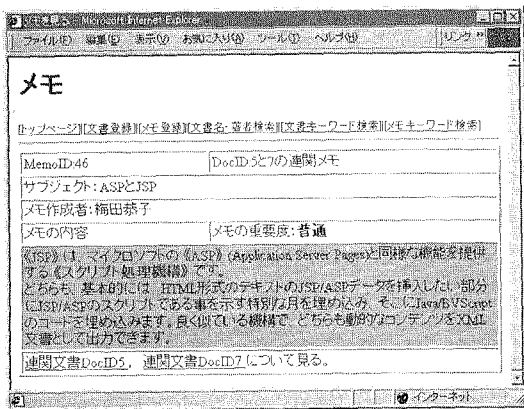 メモを見る - Microsoft Internet Explorer
ファイル(F) 編集(E) 表示(V) お気に入り(A) ツール(T) ヘルプ(H) リンク »
メモ
[トップページ][文書登録][メモ登録][文書名・著者検索][文書キーワード検索][メモキーワード検索]
MemoID:46 DocID 5と7の連関メモ
サブジェクト: ASPとJSP
メモ作成者: 梅田恭子
メモの内容 メモの重要度: 普通
《JSP》は、マイクロソフトの《ASP》(Application Server Pages)と同様な機能を提供
する《スクリプト処理機構》です。
どちらも、基本的には、HTML形式のテキストのJSP/ASPデータを挿入したい部分
にJSP/ASPのスクリプトである事を示す特別な月を埋め込み、そこにJava/BVScript
のコードを埋め込みます。良く似ている機構で、どちらも動的なコンテンツをXML
文書として出力できます。
連関文書DocID5, 連関文書DocID7 について見る。
インターネット